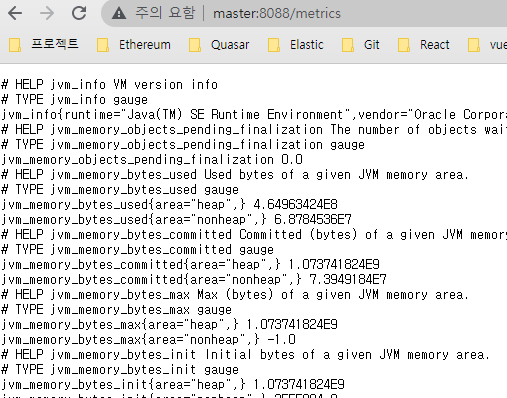 주의 요함 | master:8088/metrics
프로젝트 Ethereum Quasar Elastic Git React vue
# HELP jvm_info VM version info
# TYPE jvm_info gauge
jvm_info{runtime="Java(TM) SE Runtime Environment",vendor="Oracle Corpora
# HELP jvm_memory_objects_pending_finalization The number of objects wai
# TYPE jvm_memory_objects_pending_finalization gauge
jvm_memory_objects_pending_finalization 0.0
# HELP jvm_memory_bytes_used Used bytes of a given JVM memory area.
# TYPE jvm_memory_bytes_used gauge
jvm_memory_bytes_used{area="heap",} 4.64963424E8
jvm_memory_bytes_used{area="nonheap",} 6.8784536E7
# HELP jvm_memory_bytes_committed Committed (bytes) of a given JVM memory
# TYPE jvm_memory_bytes_committed gauge
jvm_memory_bytes_committed{area="heap",} 1.073741824E9
jvm_memory_bytes_committed{area="nonheap",} 7.3949184E7
# HELP jvm_memory_bytes_max Max (bytes) of a given JVM memory area.
# TYPE jvm_memory_bytes_max gauge
jvm_memory_bytes_max{area="heap",} 1.073741824E9
jvm_memory_bytes_max{area="nonheap",} -1.0
# HELP jvm_memory_bytes_init Initial bytes of a given JVM memory area.
# TYPE jvm_memory_bytes_init gauge
jvm_memory_bytes_init{area="heap",} 1.073741824E9
jvm_memory_bytes_init{area="nonheap",}